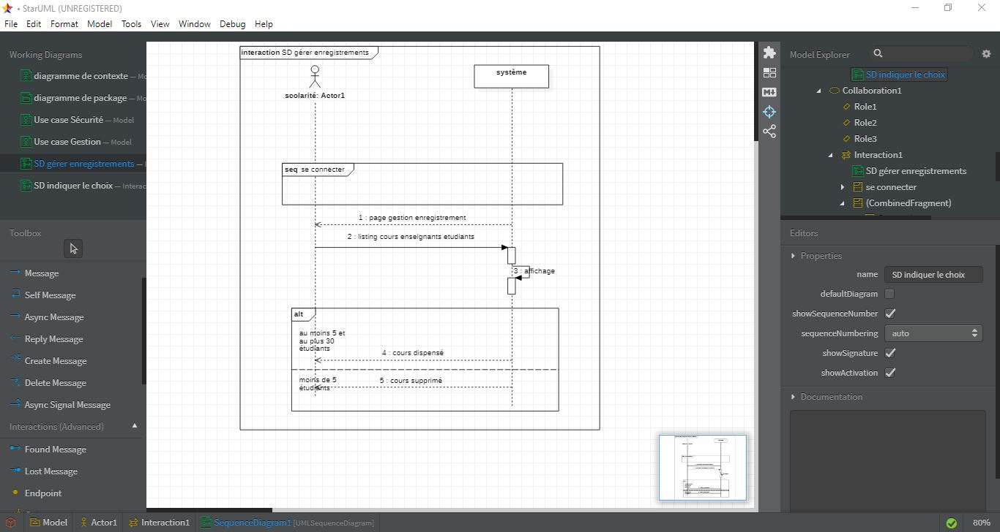 • StarUML (UNREGISTERED)
File Edit Format Model Tools View Window Debug Help
Working Diagrams
diagramme de contexte — Mo
diagramme de package — Mo
Use case Sécurité — Model
Use case Gestion — Model
SD gérer enregistrements — I
SD indiquer le choix — Interac
Toolbox
Message
Self Message
Async Message
Reply Message
Create Message
Delete Message
Async Signal Message
Interactions (Advanced)
Found Message
Lost Message
Endpoint
interaction SD gérer enregistrements
scolarité: Actor1
système
seq se connecter
1 : page gestion enregistrement
2 : listing cours enseignants etudiants
3 : affichage
alt
au moins 5 et
au plus 30
étudiants
4 : cours dispensé
moins de 5
étudiants
5 : cours supprimé
Model Explorer
SD indiquer le choix
Collaboration1
Role1
Role2
Role3
Interaction1
SD gérer enregistrements
se connecter
(CombinedFragment)
Editors
Properties
name SD indiquer le choix
defaultDiagram
showSequenceNumber
sequenceNumbering auto
showSignature
showActivation
Documentation
Model Actor1 Interaction1 SequenceDiagram1 [UMLSequenceDiagram] 80%